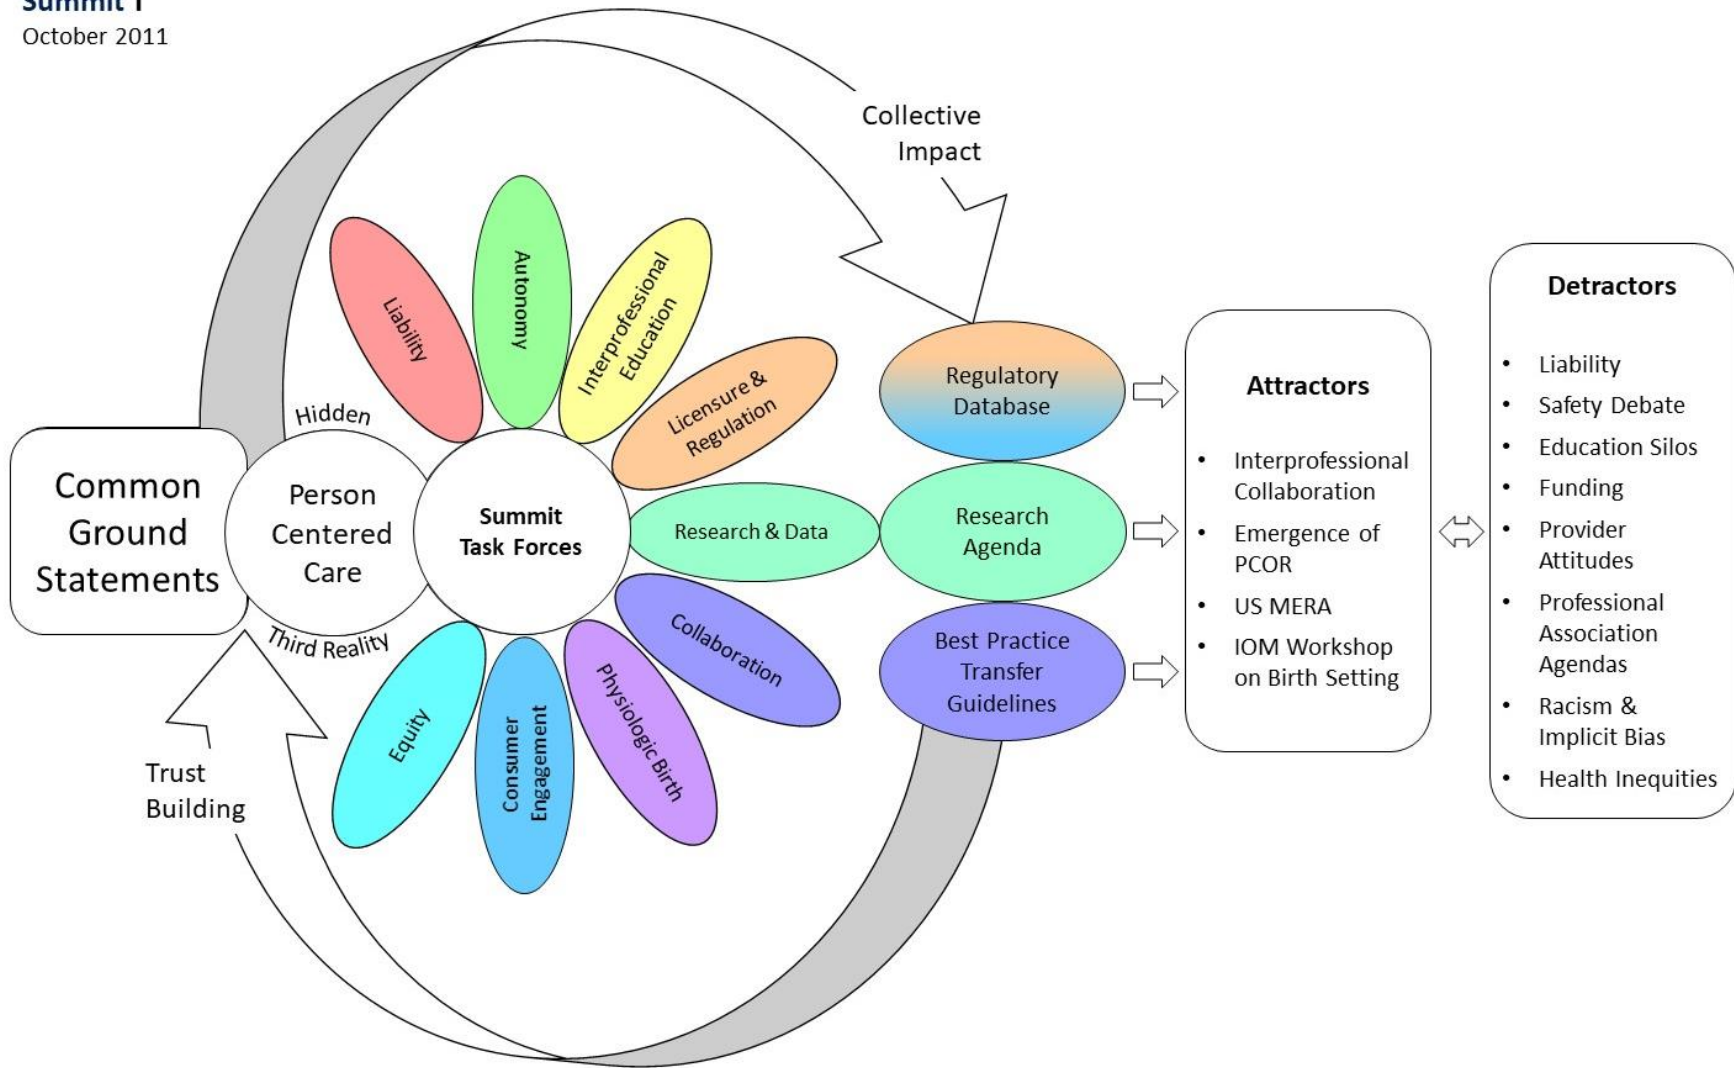 Summit 1
October 2011
Collective
Impact
Liability
Autonomy
Interprofessional
Education
Licensure &
Regulation
Research & Data
Collaboration
Physiologic Birth
Consumer
Engagement
Equity
Hidden
Common
Ground
Statements
Person
Centered
Care
Third Reality
Summit
Task Forces
Trust
Building
Regulatory
Database
Research
Agenda
Best Practice
Transfer
Guidelines
Attractors
• Interprofessional
Collaboration
• Emergence of
PCOR
• US MERA
• IOM Workshop
on Birth Setting
Detractors
• Liability
• Safety Debate
• Education Silos
• Funding
• Provider
Attitudes
• Professional
Association
Agendas
• Racism &
Implicit Bias
• Health Inequities